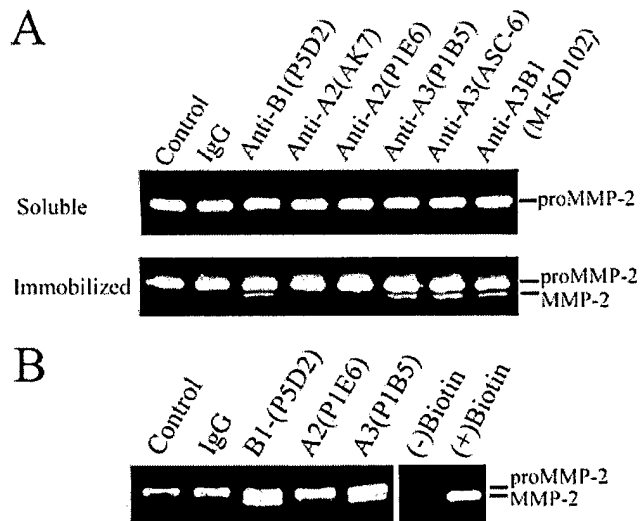 A
Control
IgG
Anti-B1(P5D2)
Anti-A2(AK7)
Anti-A2(P1E6)
Anti-A3(P1B5)
Anti-A3(ASC-6)
Anti-A3B1
(M-KD102)
Soluble
proMMP-2
Immobilized
proMMP-2
MMP-2
B
Control
IgG
B1-(P5D2)
A2(P1E6)
A3(P1B5)
(-)Biotin
(+)Biotin
proMMP-2
MMP-2